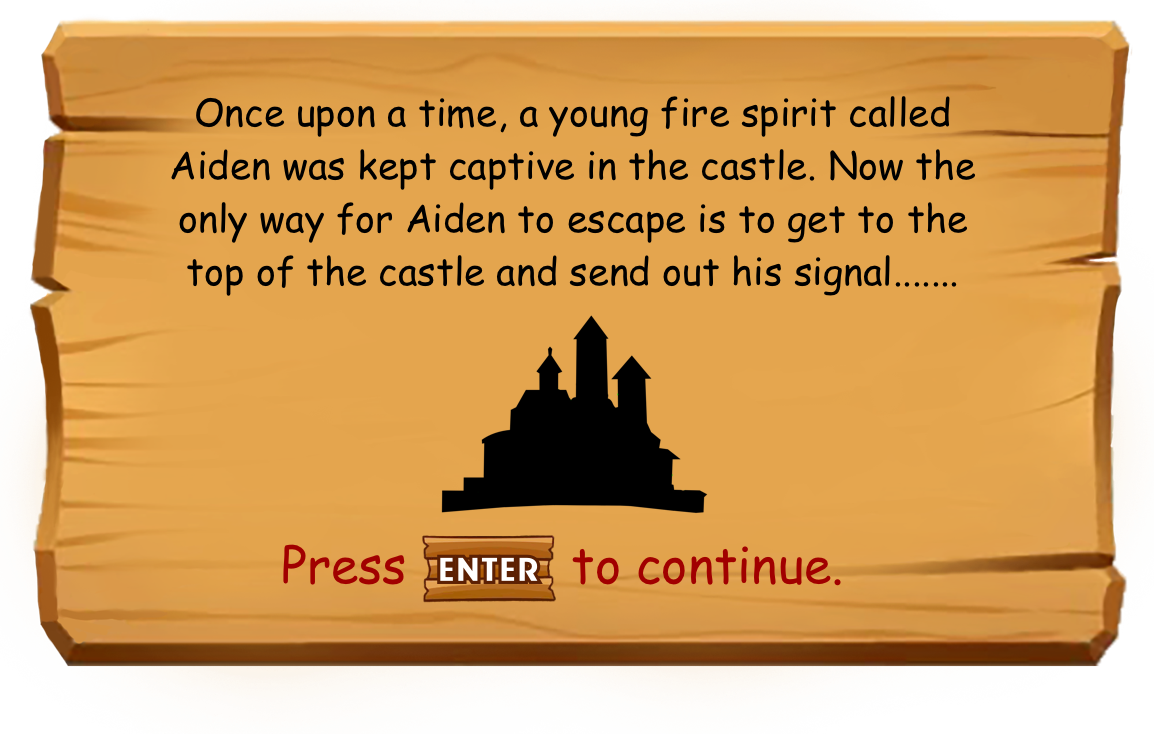 Once upon a time, a young fire spirit called
Aiden was kept captive in the castle. Now the
only way for Aiden to escape is to get to the
top of the castle and send out his signal.......
Press ENTER to continue.